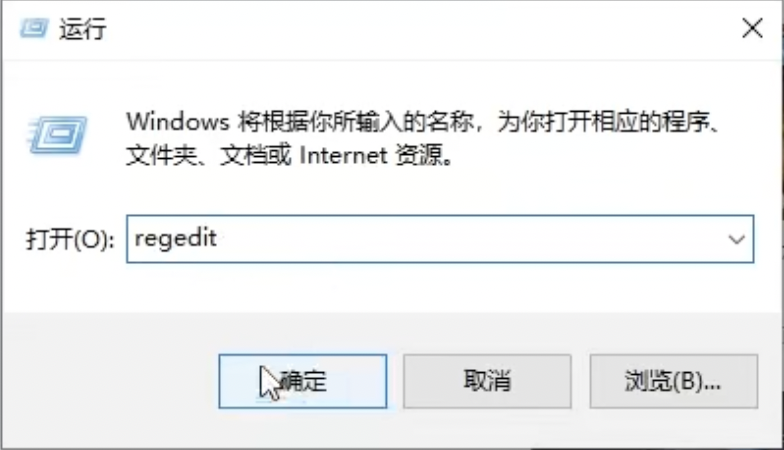 运行
Windows 将根据你所输入的名称，为你打开相应的程序、
文件夹、文档或 Internet 资源。
打开(O): regedit
确定 取消 浏览(B)...